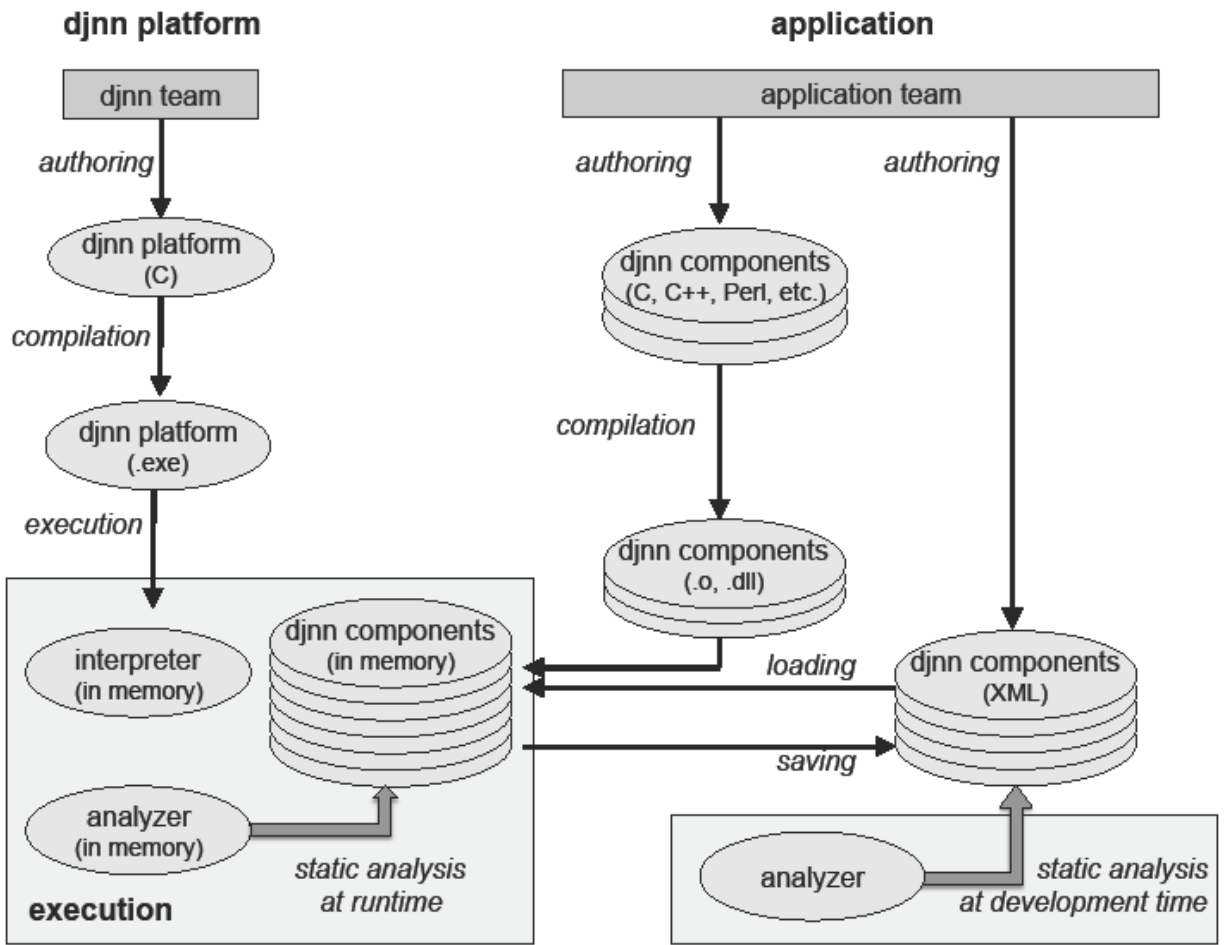 djnn platform
application
djnn team
application team
authoring
authoring
authoring
djnn platform
(C)
djnn components
(C, C++, Perl, etc.)
compilation
compilation
djnn platform
(.exe)
execution
djnn components
(.o, .dll)
djnn components
(in memory)
interpreter
(in memory)
loading
djnn components
(XML)
saving
analyzer
(in memory)
static analysis
at runtime
execution
analyzer
static analysis
at development time